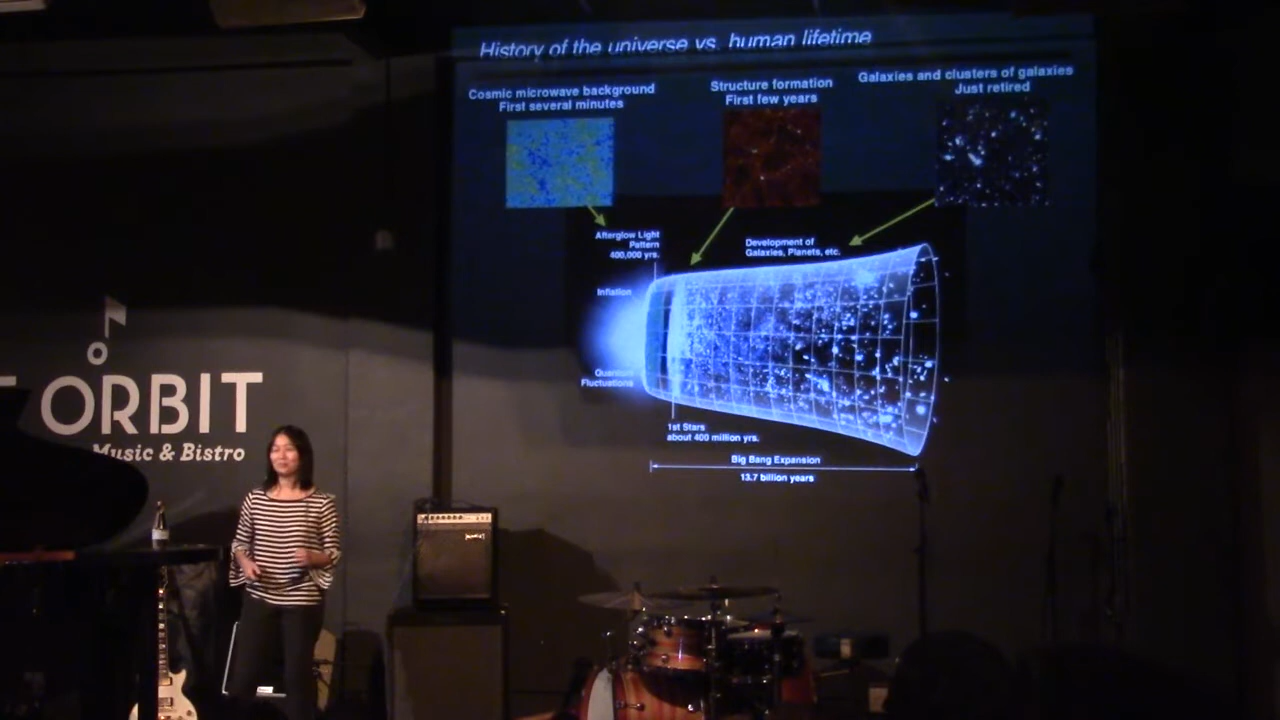 History of the universe vs. human lifetime
Cosmic microwave background
First several minutes
Structure formation
First few years
Galaxies and clusters of galaxies
Just retired
Afterglow Light
Pattern
400,000 yrs.
Development of
Galaxies, Planets, etc.
Inflation
Quantum
Fluctuations
1st Stars
about 400 million yrs.
Big Bang Expansion
13.7 billion years
ORBIT
Music & Bistro